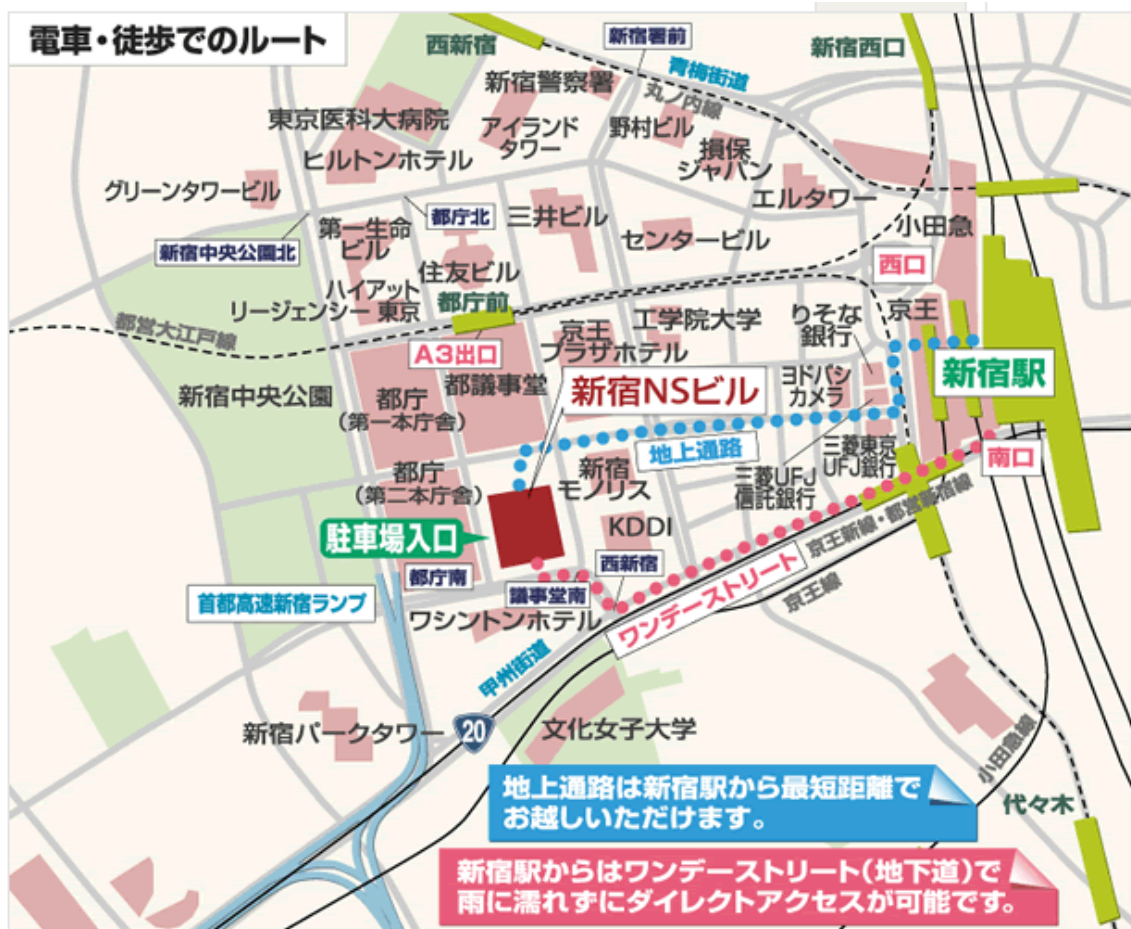 電車・徒歩でのルート
西新宿
新宿署前
新宿西口
青梅街道
丸ノ内線
新宿警察署
東京医科大病院
アイランド
タワー
野村ビル
損保
ジャパン
ヒルトンホテル
グリーンタワービル
エルタワー
都庁北
三井ビル
小田急
新宿中央公園北
第一生命
ビル
センタービル
住友ビル
西口
ハイアット
リージェンシー 東京
都庁前
都営大江戸線
A3出口
京王
プラザホテル
工学院大学
りそな
銀行
京王
新宿中央公園
都庁
(第一本庁舎)
都議事堂
新宿NSビル
ヨドバシ
カメラ
新宿駅
地上通路
三菱東京
UFJ銀行
南口
都庁
(第二本庁舎)
新宿
モノリス
三菱UFJ
信託銀行
KDDI
京王新線・都営新宿線
駐車場入口
西新宿
都庁南
議事堂南
京王線
首都高速新宿ランプ
ワシントンホテル
ワンデーストリート
甲州街道
新宿パークタワー
20
文化女子大学
小田急線
代々木
地上通路は新宿駅から最短距離で
お越しいただけます。
新宿駅からはワンデーストリート(地下道)で
雨に濡れずにダイレクトアクセスが可能です。